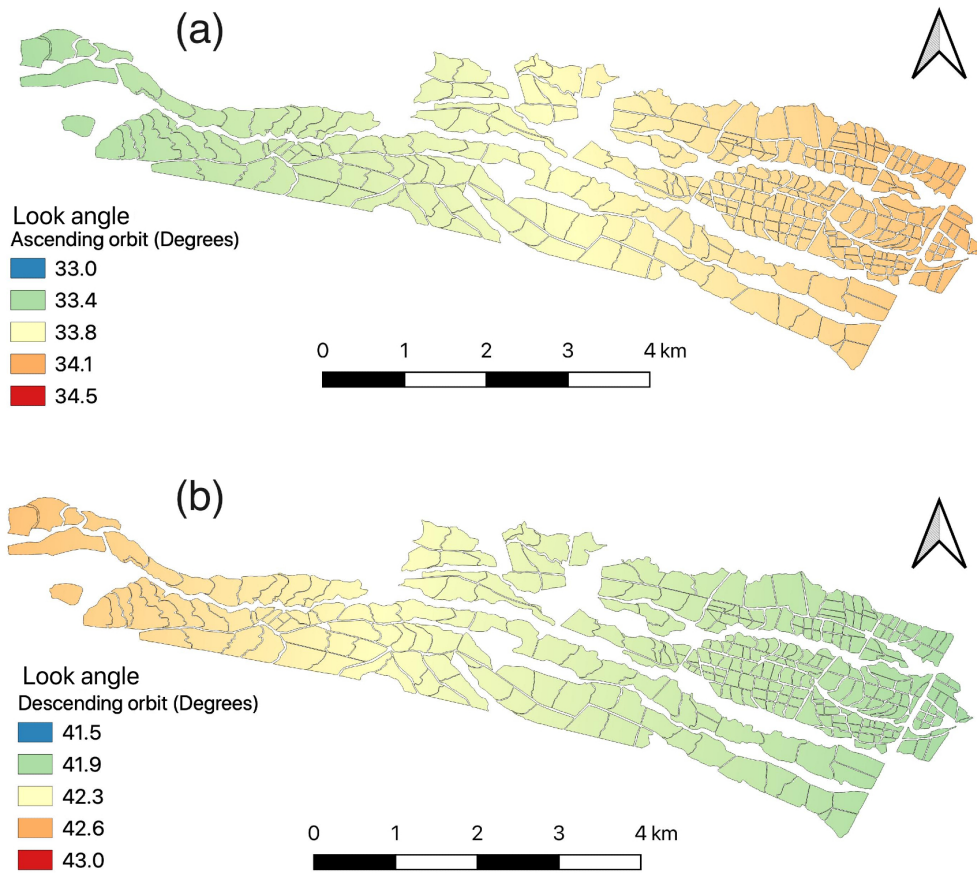 (a)
Look angle
Ascending orbit (Degrees)
33.0
33.4
33.8
34.1
34.5
0 1 2 3 4 km
(b)
Look angle
Descending orbit (Degrees)
41.5
41.9
42.3
42.6
43.0
0 1 2 3 4 km